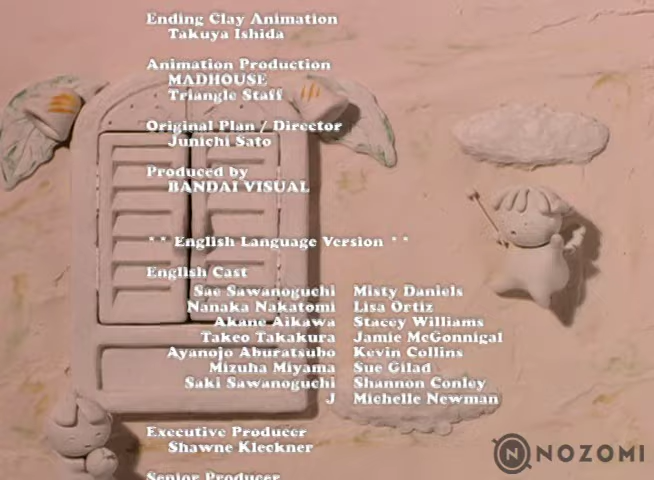 Ending Clay Animation
Takuya Ishida
Animation Production
MADHOUSE
Triangle Staff
Original Plan / Director
Junichi Sato
Produced by
BANDAI VISUAL
** English Language Version **
English Cast
Sae Sawanoguchi Misty Daniels
Nanaka Nakatomi Lisa Ortiz
Akane Aikawa Stacey Williams
Takeo Takakura Jamie McGonnigal
Ayanojo Aburatsubo Kevin Collins
Mizuha Miyama Sue Gilad
Saki Sawanoguchi Shannon Conley
J Michelle Newman
Executive Producer
Shawne Kleckner
Senior Producer
NOZOMI